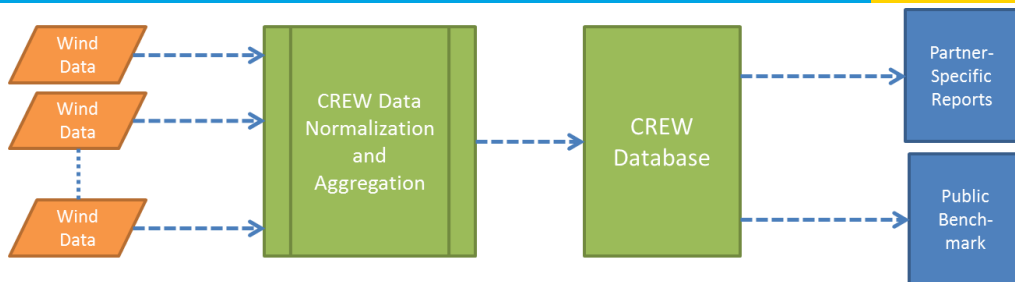 Wind
Data
Wind
Data
Wind
Data
CREW Data
Normalization
and
Aggregation
CREW
Database
Partner-
Specific
Reports
Public
Bench-
mark